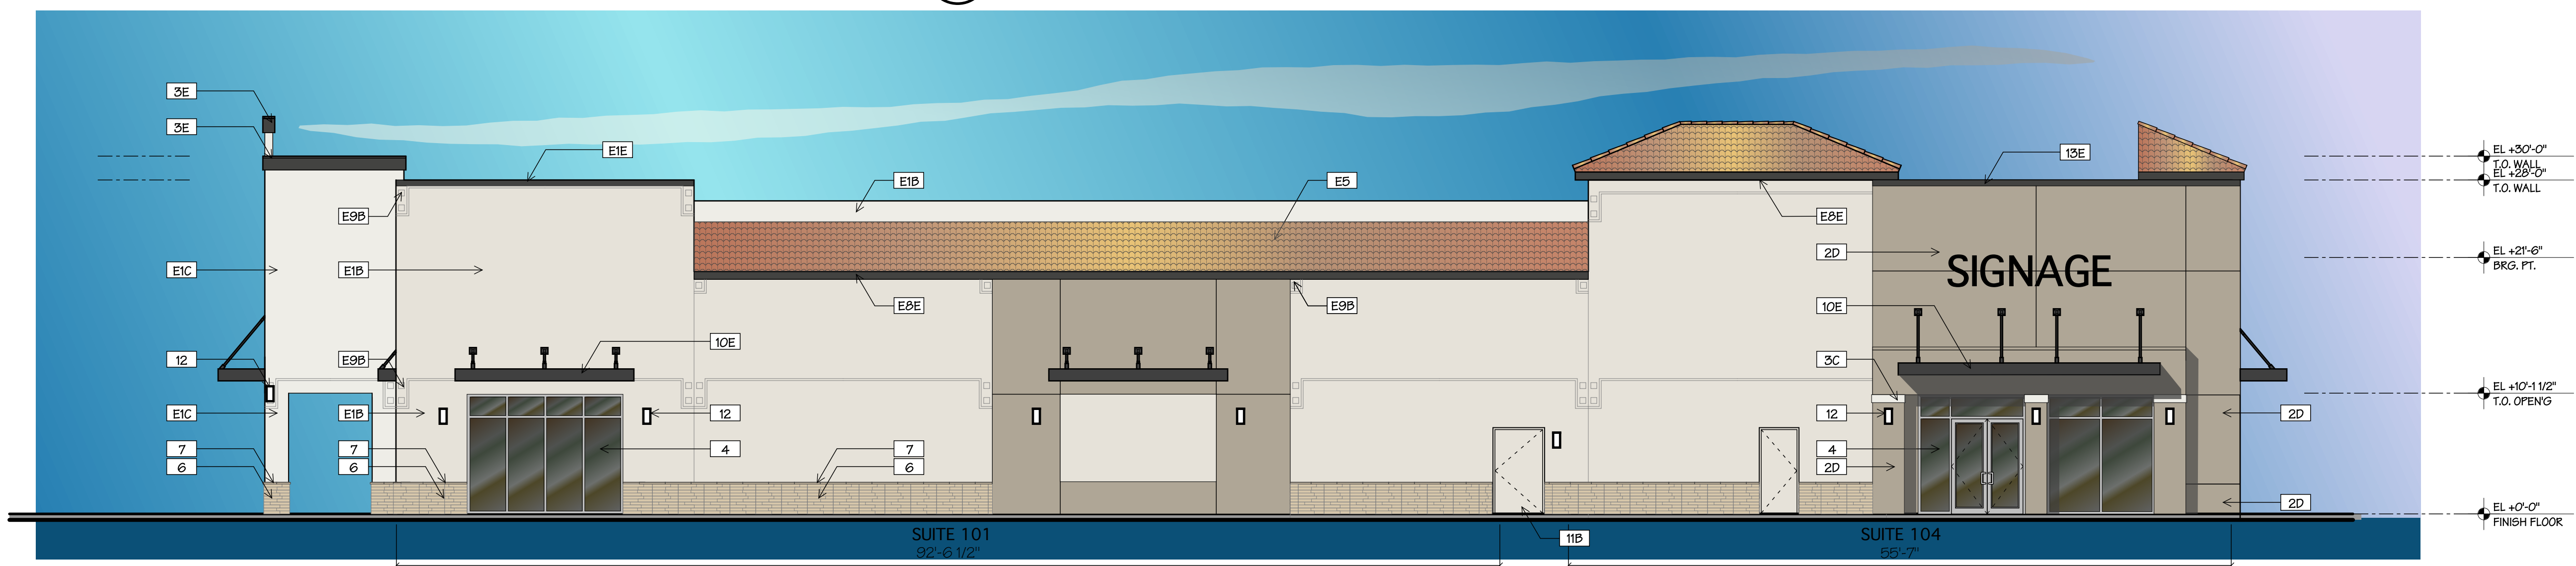 3E
3E
E1E
E1B
E5
13E
EL +30'-0"
T.O. WALL
EL +28'-0"
T.O. WALL
E9B
E8E
2D
E1C
E1B
SIGNAGE
EL +21'-6"
BRG. PT.
E8E
E9B
10E
10E
12
E9B
3C
EL +10'-1 1/2"
T.O. OPEN'G
E1C
E1B
12
12
2D
7
7
4
7
4
6
6
6
2D
2D
EL +0'-0"
FINISH FLOOR
SUITE 101
92'-6 1/2"
11B
SUITE 104
55'-7"